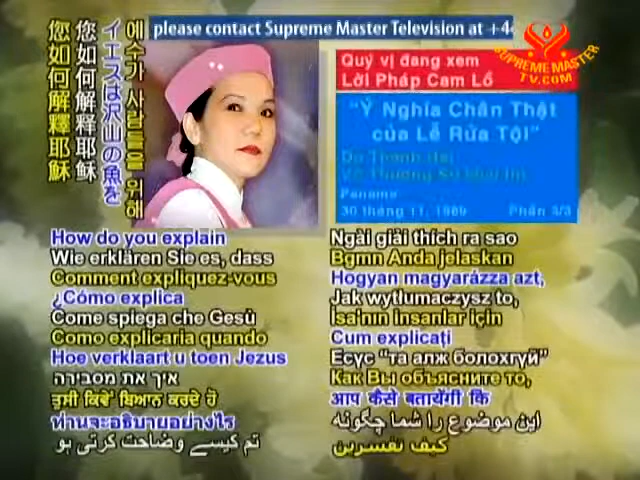 please contact Supreme Master Television at +4
SUPREME MASTER
TV.COM
您如何解釋耶穌
您如何解释耶稣
イエスは沢山の魚を
예수가 사람들을 위해
Quý vị đang xem
Lời Pháp Cam Lồ
“Ý Nghĩa Chân Thật
của Lễ Rửa Tội”
Panama
30 tháng 11, 1989 Phần 3/3
How do you explain
Wie erklären Sie es, dass
Comment expliquez-vous
¿Cómo explica
Come spiega che Gesù
Como explicaria quando
Hoe verklaart u toen Jezus
איך את מסבירה
ਤੁਸੀ ਕਿਵੇਂ ਬਿਆਨ ਕਰਦੇ ਹੋ
ท่านจะอธิบายอย่างไร
تم کیسے وضاحت کرتی ہو
Ngài giải thích ra sao
Bgmn Anda jelaskan
Hogyan magyarázza azt,
Jak wytłumaczysz to,
İsa'nın insanlar için
Cum explicaţi
Есүс “та алж болохгүй”
Как Вы объясните то,
आप कैसे बतायेंगी कि
این موضوع را شما چگونه
كيف تفسرين